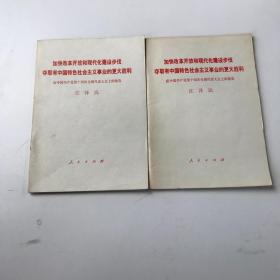 加快改革开放和现代化建设步伐
夺取有中国特色社会主义事业的更大胜利
在中国共产党第十四次全国代表大会上的报告
江泽民
人民出版社
加快改革开放和现代化建设步伐
夺取有中国特色社会主义事业的更大胜利
在中国共产党第十四次全国代表大会上的报告
江泽民
人民出版社